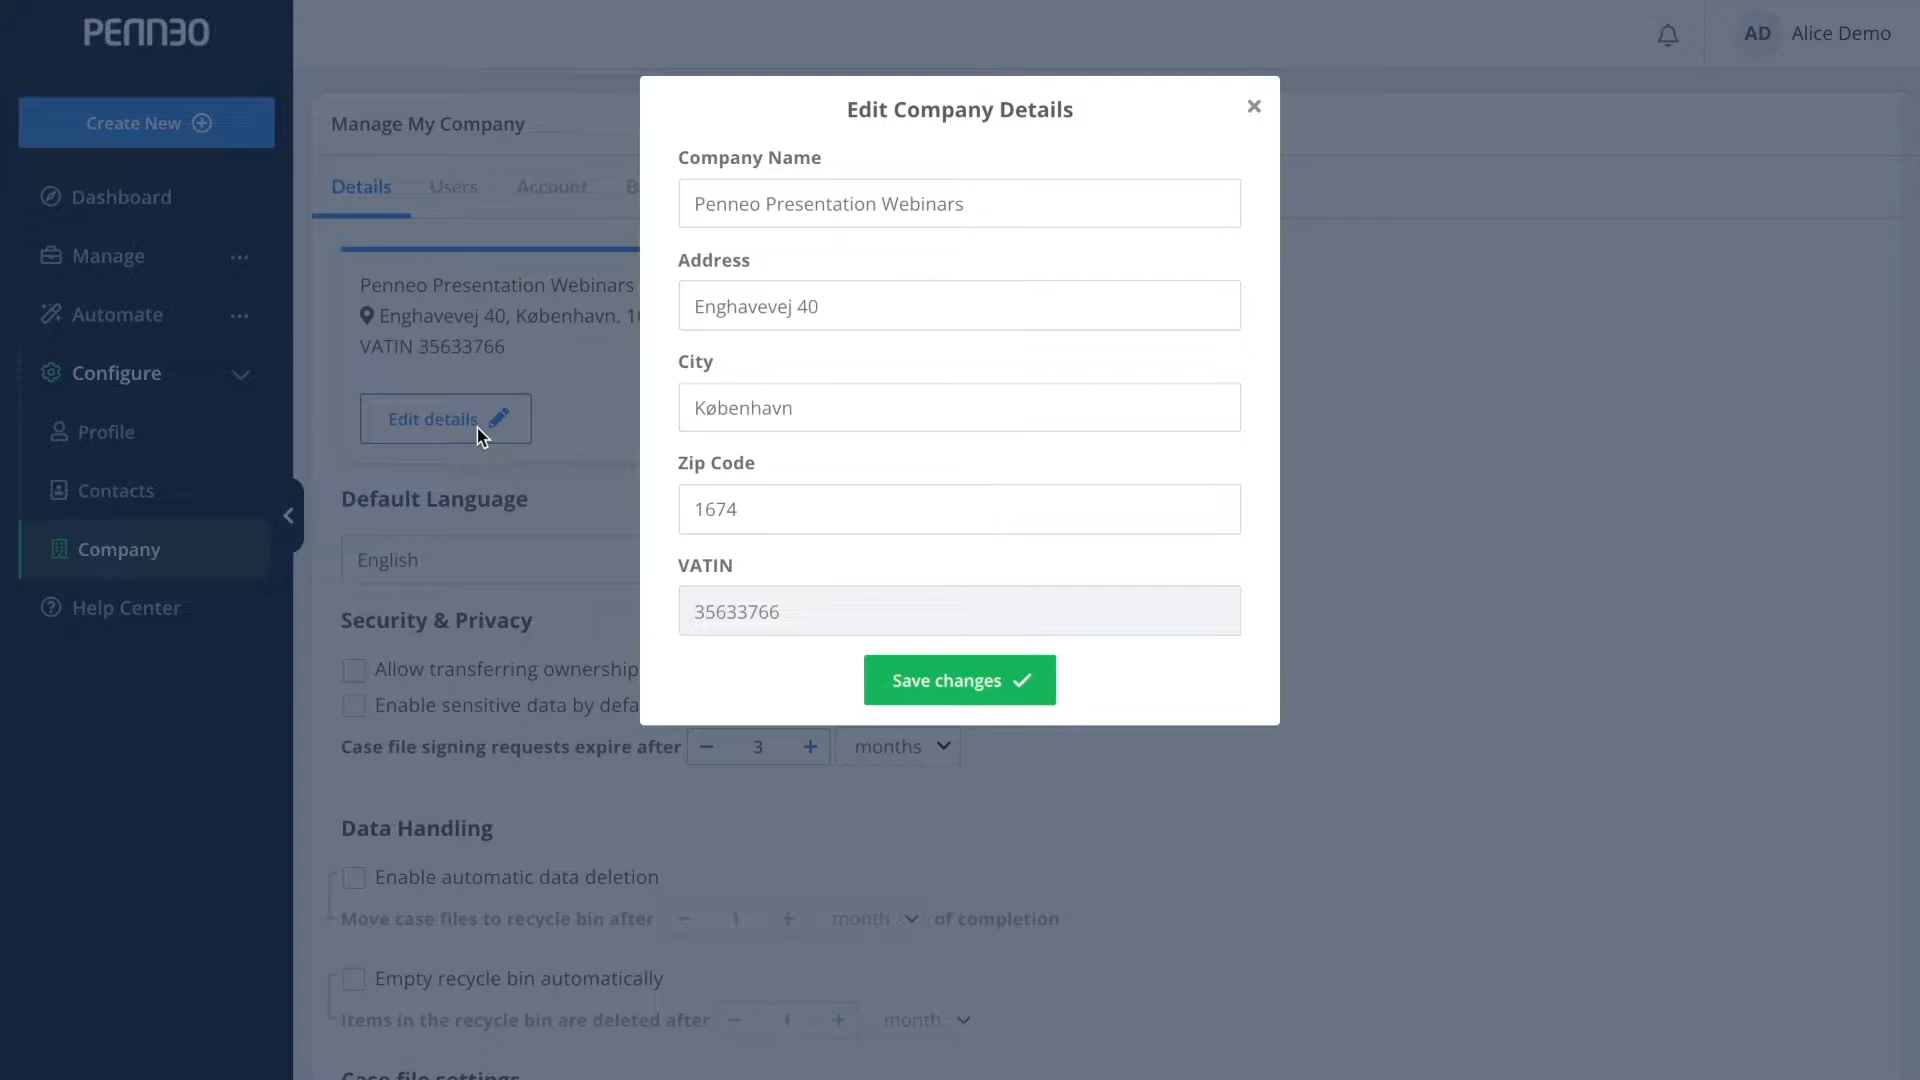 PENNEO
AD Alice Demo
Create New
Dashboard
Manage
Automate
Configure
Profile
Contacts
Company
Help Center
Manage My Company
Details Users Account
Penneo Presentation Webinars
Enghavevej 40, København.
VATIN 35633766
Edit details
Default Language
English
Security & Privacy
Allow transferring ownership
Enable sensitive data by
Case file signing requests expire after 3 months
Data Handling
Enable automatic data deletion
Move case files to recycle bin after 1 month of completion
Empty recycle bin automatically
Items in the recycle bin are deleted after month
Case file settings
Edit Company Details
Company Name
Penneo Presentation Webinars
Address
Enghavevej 40
City
København
Zip Code
1674
VATIN
35633766
Save changes